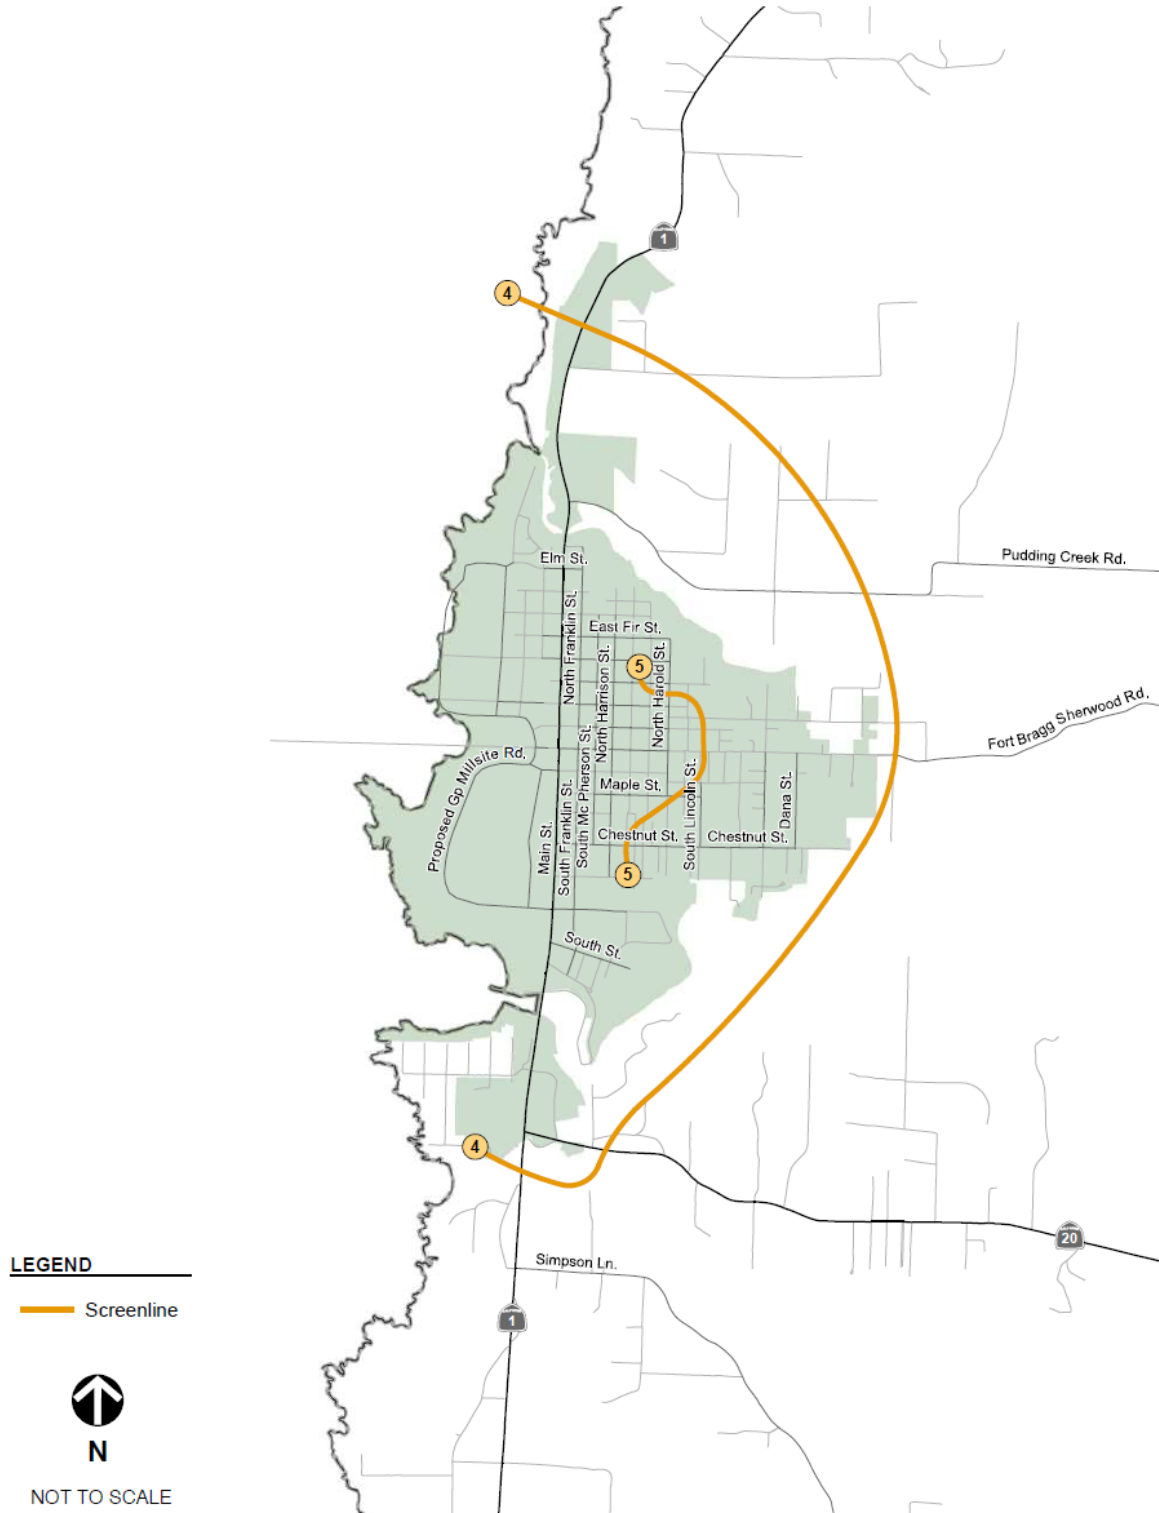 1
4
Pudding Creek Rd.
Elm St.
North Franklin St.
East Fir St.
North Harrison St.
North Harold St.
5
Fort Bragg Sherwood Rd.
Proposed Gp Millsite Rd.
South Mc Pherson St.
Maple St.
South Lincoln St.
Dana St.
Main St.
South Franklin St.
Chestnut St.
Chestnut St.
5
South St.
4
20
Simpson Ln.
1
LEGEND
Screenline
N
NOT TO SCALE